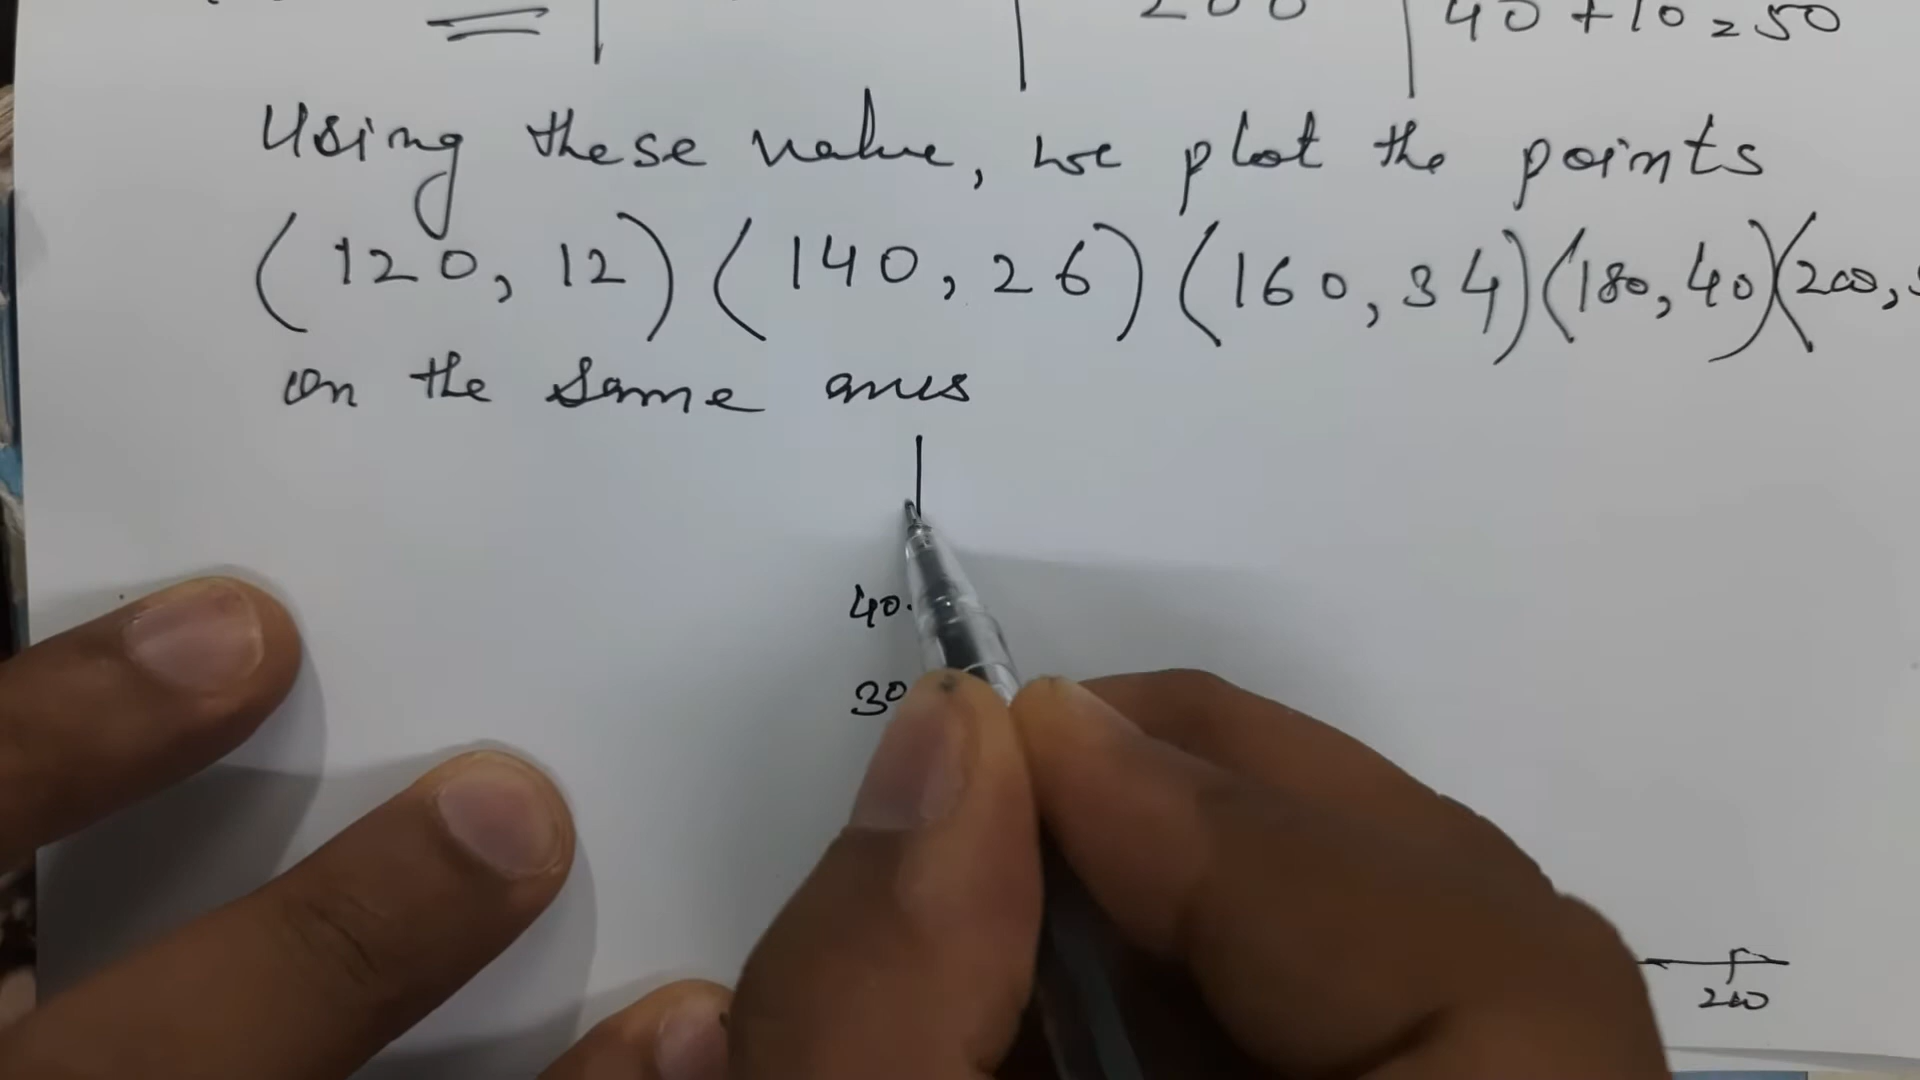 200 40+10=50
Using these value, we plot the points
(120, 12) (140, 26) (160, 34) (180, 40) (200,
on the same axes
40
30
200